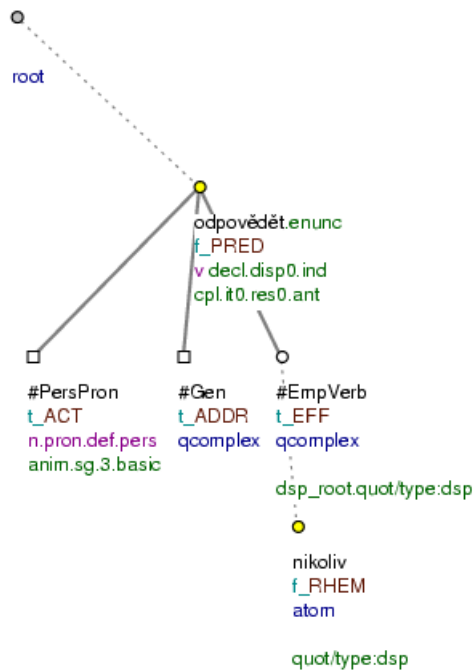 root
odpovědět.enunc
f_PRED
v decl.disp0.ind
cpl.it0.res0.ant
#PersPron
t_ACT
n.pron.def.pers
anim.sg.3.basic
#Gen
t_ADDR
qcomplex
#EmpVerb
t_EFF
qcomplex
dsp_root.quot/type:dsp
nikoliv
f_RHEM
atom
quot/type:dsp